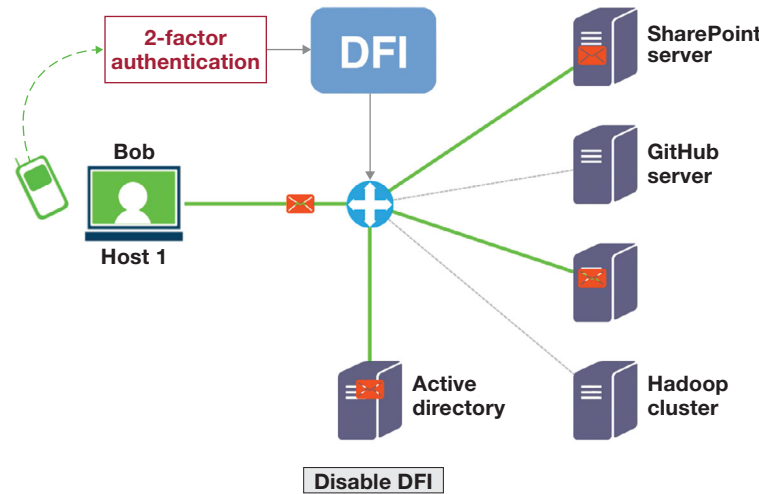 2-factor
authentication
DFI
SharePoint
server
Bob
GitHub
server
Host 1
Active
directory
Hadoop
cluster
Disable DFI